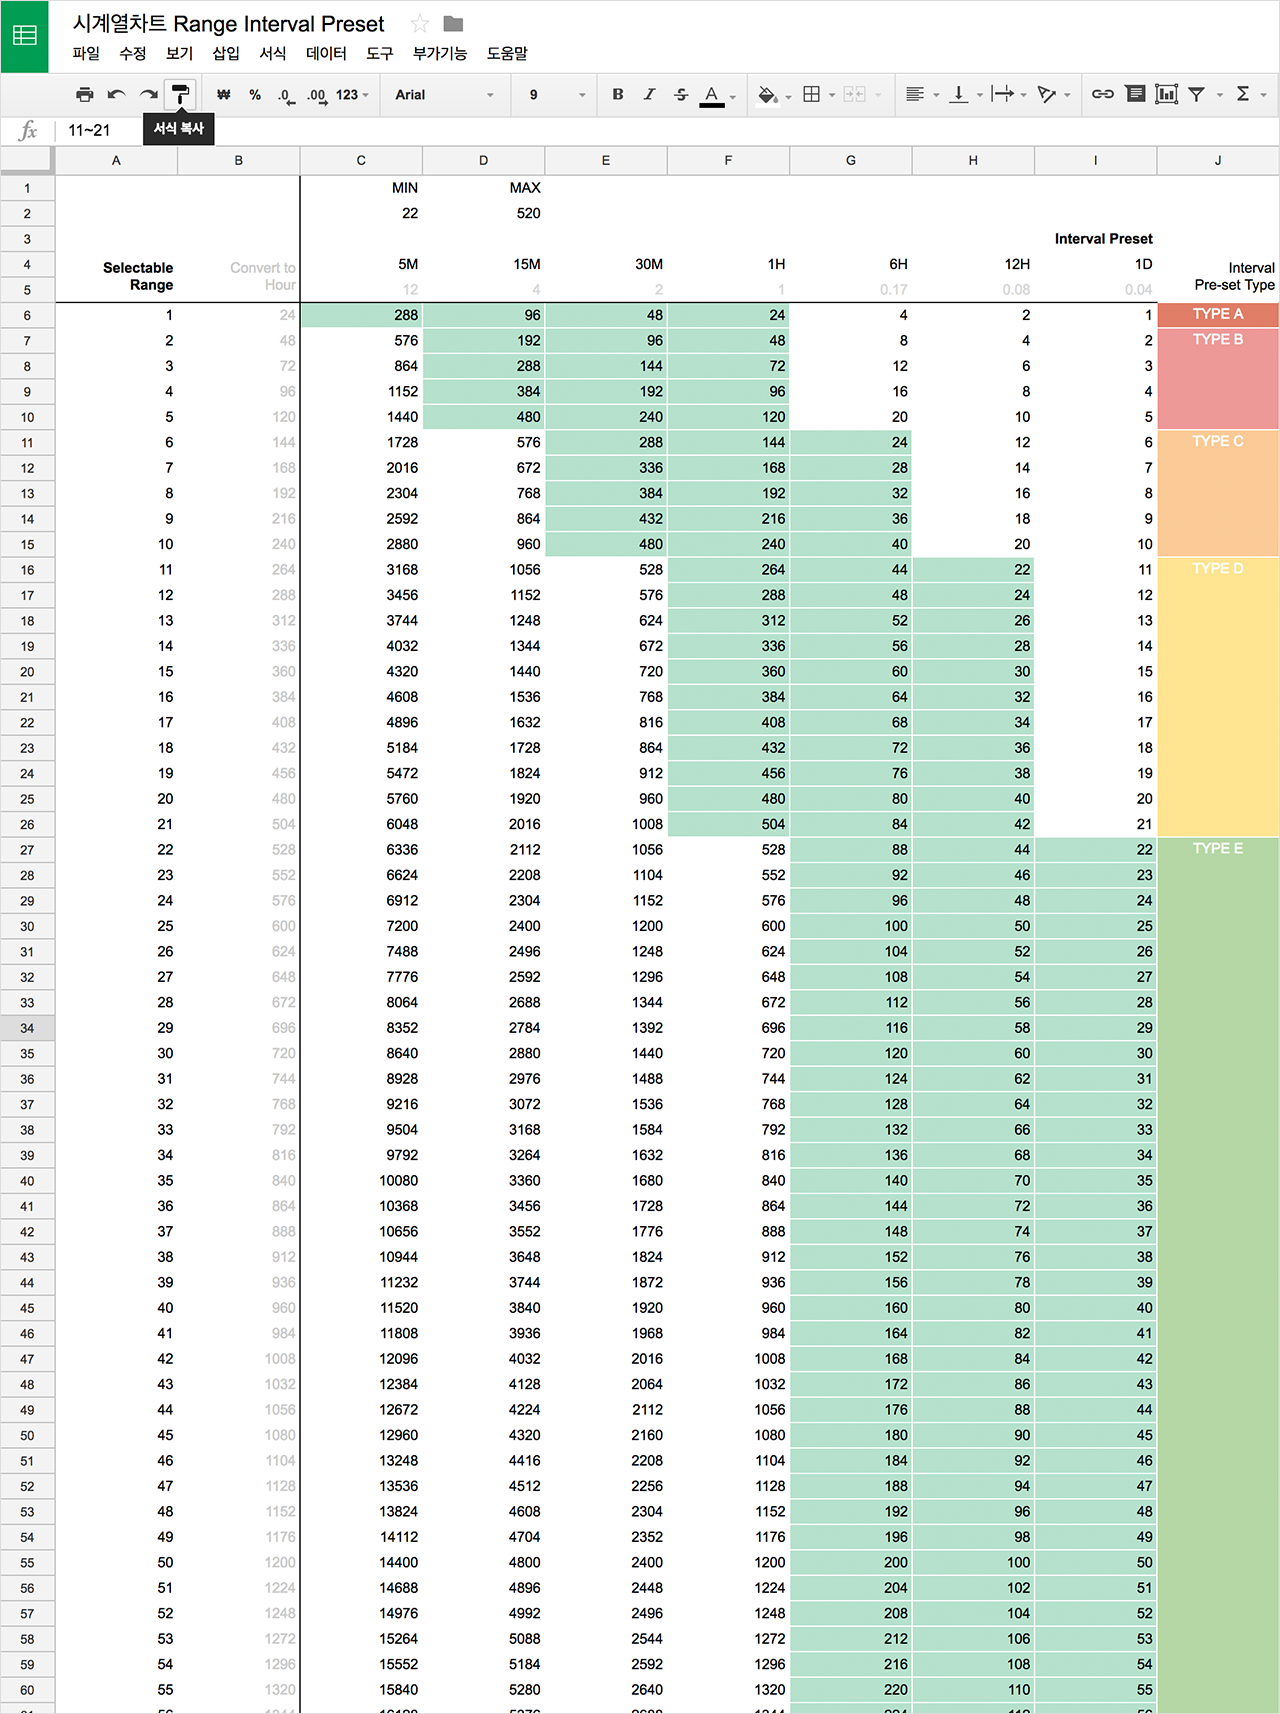 시계열차트 Range Interval Preset
파일 수정 보기 삽입 서식 데이터 도구 부가기능 도움말
₩ % .0 .00 123 Arial 9 B I S A Σ
fx 11~21 서식 복사
A B C D E F G H I J
1 MIN MAX
2 22 520
3 Interval Preset
4 Selectable Convert to 5M 15M 30M 1H 6H 12H 1D Interval
5 Range Hour 12 4 2 1 0.17 0.08 0.04 Pre-set Type
6 1 24 288 96 48 24 4 2 1 TYPE A
7 2 48 576 192 96 48 8 4 2 TYPE B
8 3 72 864 288 144 72 12 6 3
9 4 96 1152 384 192 96 16 8 4
10 5 120 1440 480 240 120 20 10 5
11 6 144 1728 576 288 144 24 12 6 TYPE C
12 7 168 2016 672 336 168 28 14 7
13 8 192 2304 768 384 192 32 16 8
14 9 216 2592 864 432 216 36 18 9
15 10 240 2880 960 480 240 40 20 10
16 11 264 3168 1056 528 264 44 22 11 TYPE D
17 12 288 3456 1152 576 288 48 24 12
18 13 312 3744 1248 624 312 52 26 13
19 14 336 4032 1344 672 336 56 28 14
20 15 360 4320 1440 720 360 60 30 15
21 16 384 4608 1536 768 384 64 32 16
22 17 408 4896 1632 816 408 68 34 17
23 18 432 5184 1728 864 432 72 36 18
24 19 456 5472 1824 912 456 76 38 19
25 20 480 5760 1920 960 480 80 40 20
26 21 504 6048 2016 1008 504 84 42 21
27 22 528 6336 2112 1056 528 88 44 22 TYPE E
28 23 552 6624 2208 1104 552 92 46 23
29 24 576 6912 2304 1152 576 96 48 24
30 25 600 7200 2400 1200 600 100 50 25
31 26 624 7488 2496 1248 624 104 52 26
32 27 648 7776 2592 1296 648 108 54 27
33 28 672 8064 2688 1344 672 112 56 28
34 29 696 8352 2784 1392 696 116 58 29
35 30 720 8640 2880 1440 720 120 60 30
36 31 744 8928 2976 1488 744 124 62 31
37 32 768 9216 3072 1536 768 128 64 32
38 33 792 9504 3168 1584 792 132 66 33
39 34 816 9792 3264 1632 816 136 68 34
40 35 840 10080 3360 1680 840 140 70 35
41 36 864 10368 3456 1728 864 144 72 36
42 37 888 10656 3552 1776 888 148 74 37
43 38 912 10944 3648 1824 912 152 76 38
44 39 936 11232 3744 1872 936 156 78 39
45 40 960 11520 3840 1920 960 160 80 40
46 41 984 11808 3936 1968 984 164 82 41
47 42 1008 12096 4032 2016 1008 168 84 42
48 43 1032 12384 4128 2064 1032 172 86 43
49 44 1056 12672 4224 2112 1056 176 88 44
50 45 1080 12960 4320 2160 1080 180 90 45
51 46 1104 13248 4416 2208 1104 184 92 46
52 47 1128 13536 4512 2256 1128 188 94 47
53 48 1152 13824 4608 2304 1152 192 96 48
54 49 1176 14112 4704 2352 1176 196 98 49
55 50 1200 14400 4800 2400 1200 200 100 50
56 51 1224 14688 4896 2448 1224 204 102 51
57 52 1248 14976 4992 2496 1248 208 104 52
58 53 1272 15264 5088 2544 1272 212 106 53
59 54 1296 15552 5184 2592 1296 216 108 54
60 55 1320 15840 5280 2640 1320 220 110 55